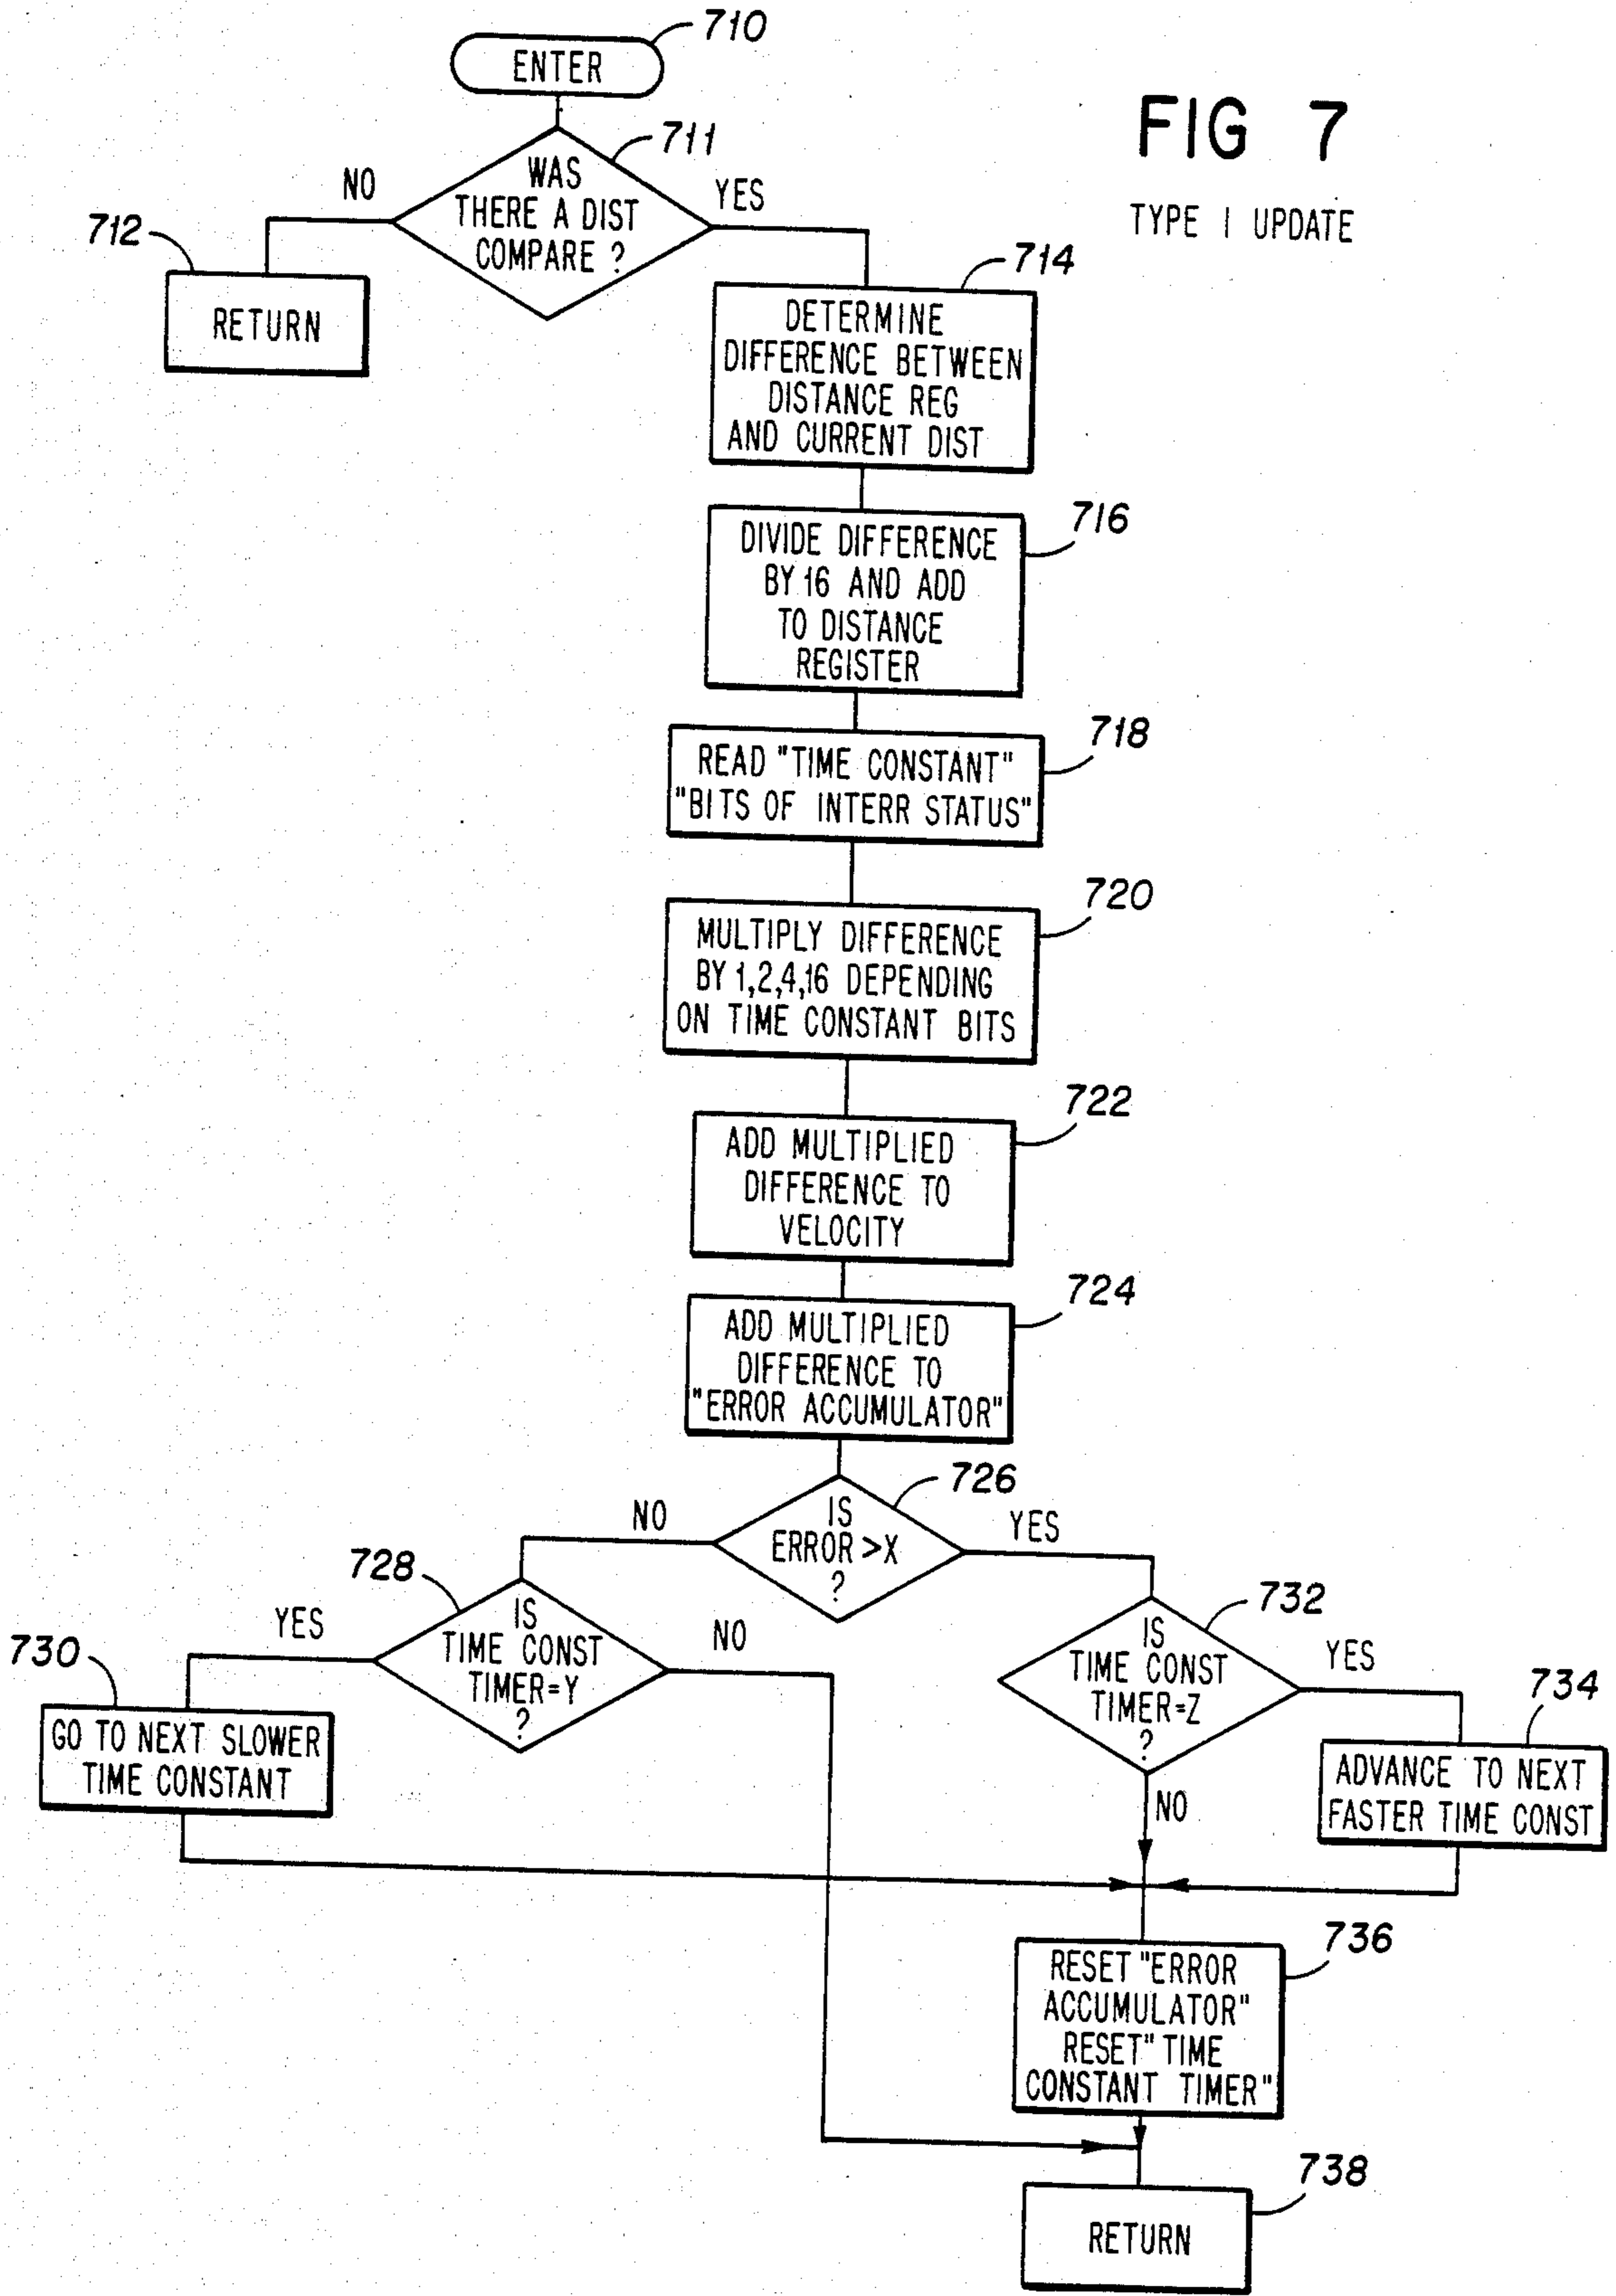 710
ENTER
FIG 7
TYPE 1 UPDATE
711
WAS
THERE A DIST
COMPARE ?
NO
YES
712
RETURN
714
DETERMINE
DIFFERENCE BETWEEN
DISTANCE REG
AND CURRENT DIST
716
DIVIDE DIFFERENCE
BY 16 AND ADD
TO DISTANCE
REGISTER
718
READ "TIME CONSTANT"
"BITS OF INTERR STATUS"
720
MULTIPLY DIFFERENCE
BY 1,2,4,16 DEPENDING
ON TIME CONSTANT BITS
722
ADD MULTIPLIED
DIFFERENCE TO
VELOCITY
724
ADD MULTIPLIED
DIFFERENCE TO
"ERROR ACCUMULATOR"
726
IS
ERROR >X
?
NO
YES
728
IS
TIME CONST
TIMER=Y
?
YES
NO
730
GO TO NEXT SLOWER
TIME CONSTANT
732
IS
TIME CONST
TIMER=Z
?
YES
NO
734
ADVANCE TO NEXT
FASTER TIME CONST
736
RESET "ERROR
ACCUMULATOR"
RESET" TIME
CONSTANT TIMER"
738
RETURN